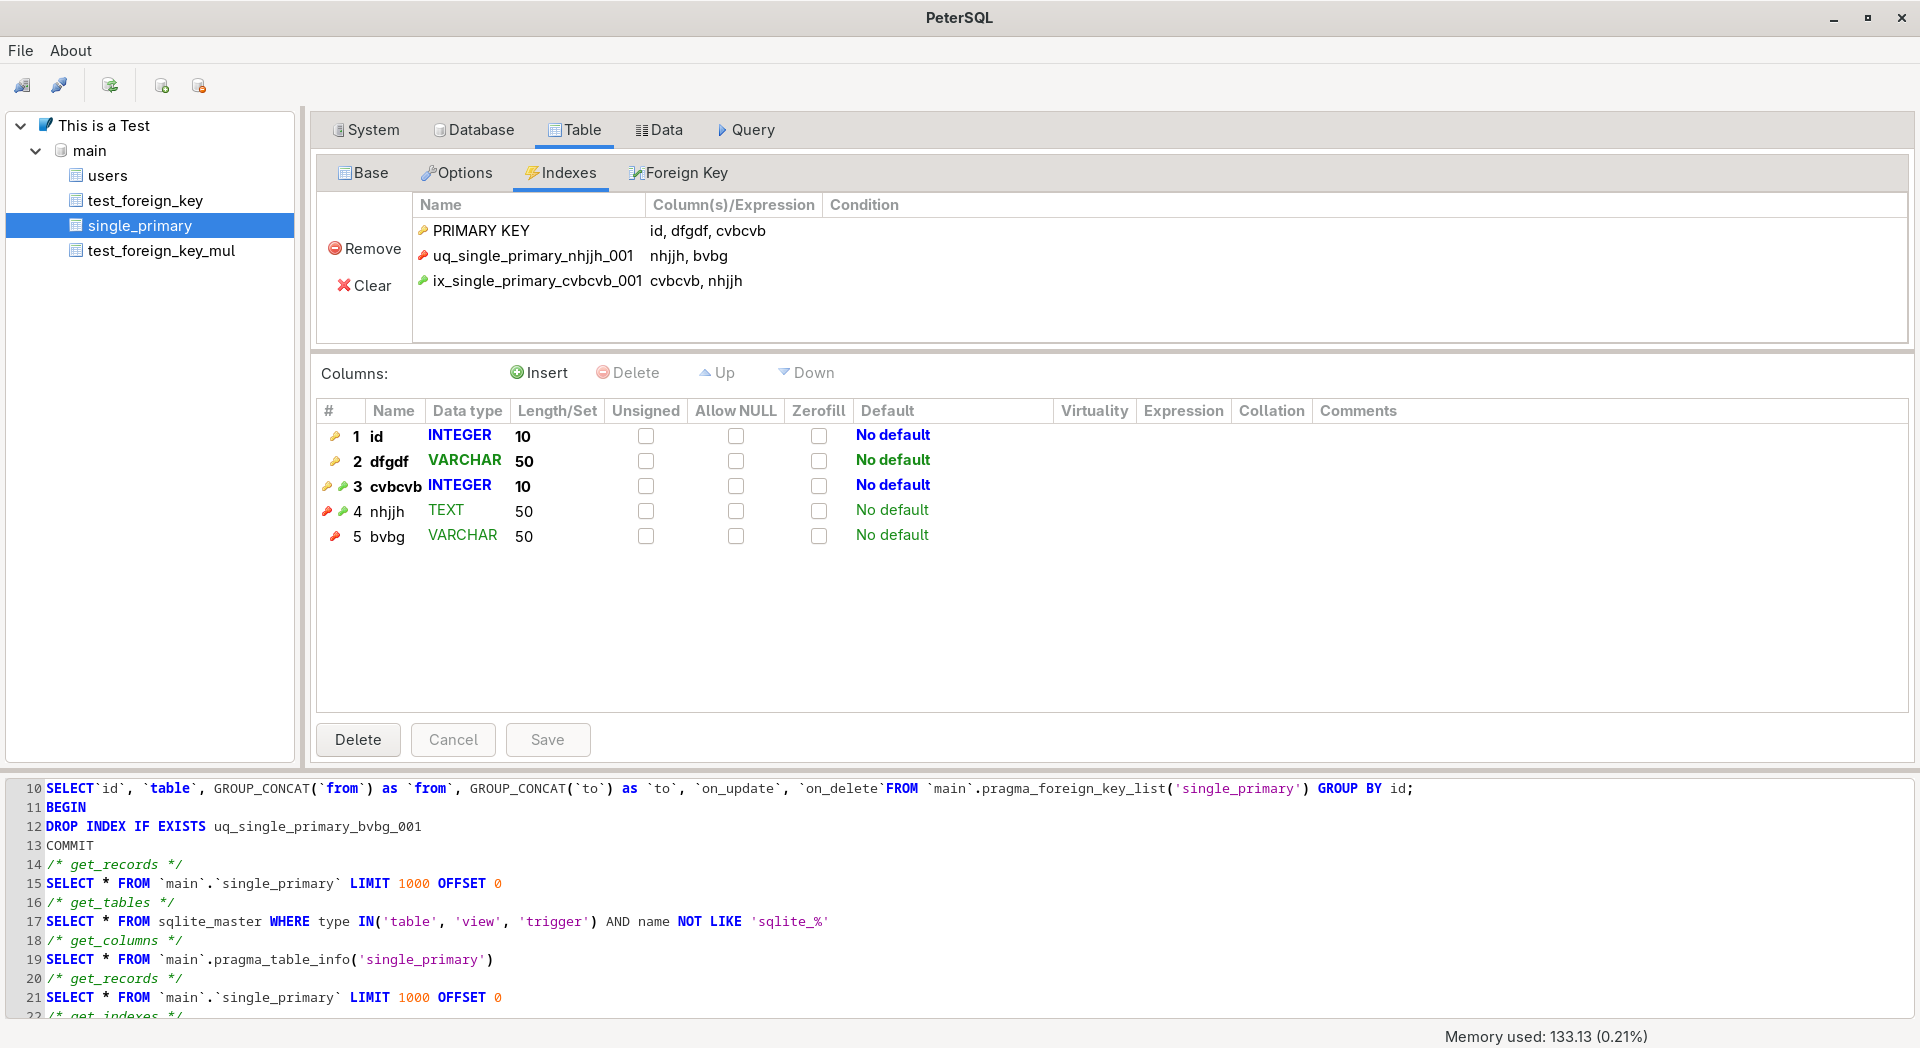 PeterSQL
File About
This is a Test
main
users
test_foreign_key
single_primary
test_foreign_key_mul
System Database Table Data Query
Base Options Indexes Foreign Key
Remove
Clear
Name Column(s)/Expression Condition
PRIMARY KEY id, dfgdf, cvbcvb
uq_single_primary_nhjjh_001 nhjjh, bvbg
ix_single_primary_cvbcvb_001 cvbcvb, nhjjh
Columns: Insert Delete Up Down
# Name Data type Length/Set Unsigned Allow NULL Zerofill Default Virtuality Expression Collation Comments
1 id INTEGER 10 No default
2 dfgdf VARCHAR 50 No default
3 cvbcvb INTEGER 10 No default
4 nhjjh TEXT 50 No default
5 bvbg VARCHAR 50 No default
Delete Cancel Save
10 SELECT`id`, `table`, GROUP_CONCAT(`from`) as `from`, GROUP_CONCAT(`to`) as `to`, `on_update`, `on_delete`FROM `main`.pragma_foreign_key_list('single_primary') GROUP BY id;
11 BEGIN
12 DROP INDEX IF EXISTS uq_single_primary_bvbg_001
13 COMMIT
14 /* get_records */
15 SELECT * FROM `main`.`single_primary` LIMIT 1000 OFFSET 0
16 /* get_tables */
17 SELECT * FROM sqlite_master WHERE type IN('table', 'view', 'trigger') AND name NOT LIKE 'sqlite_%'
18 /* get_columns */
19 SELECT * FROM `main`.pragma_table_info('single_primary')
20 /* get_records */
21 SELECT * FROM `main`.`single_primary` LIMIT 1000 OFFSET 0
22 /* get_indexes */
Memory used: 133.13 (0.21%)